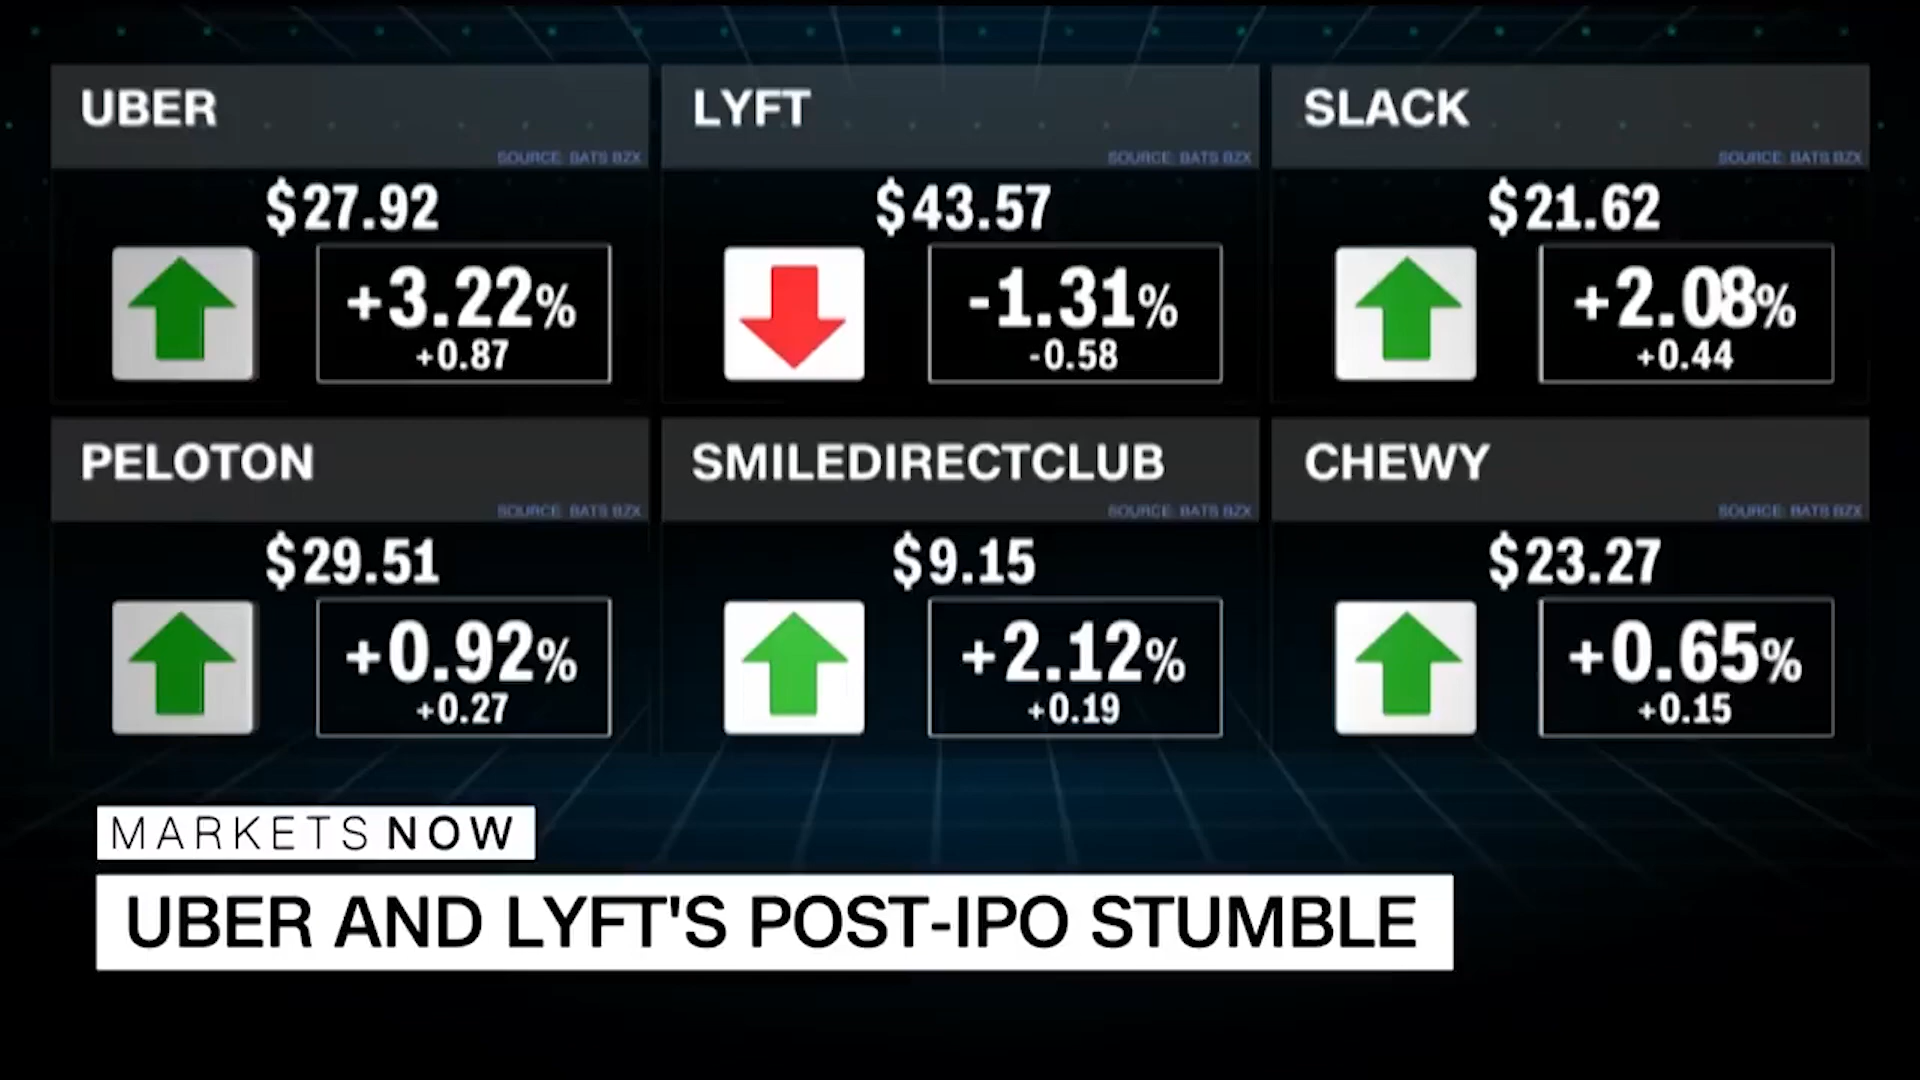 UBER
SOURCE: BATS BZX
$27.92
+3.22%
+0.87
LYFT
SOURCE: BATS BZX
$43.57
-1.31%
-0.58
SLACK
SOURCE: BATS BZX
$21.62
+2.08%
+0.44
PELOTON
SOURCE: BATS BZX
$29.51
+0.92%
+0.27
SMILEDIRECTCLUB
SOURCE: BATS BZX
$9.15
+2.12%
+0.19
CHEWY
SOURCE: BATS BZX
$23.27
+0.65%
+0.15
MARKETS NOW
UBER AND LYFT'S POST-IPO STUMBLE